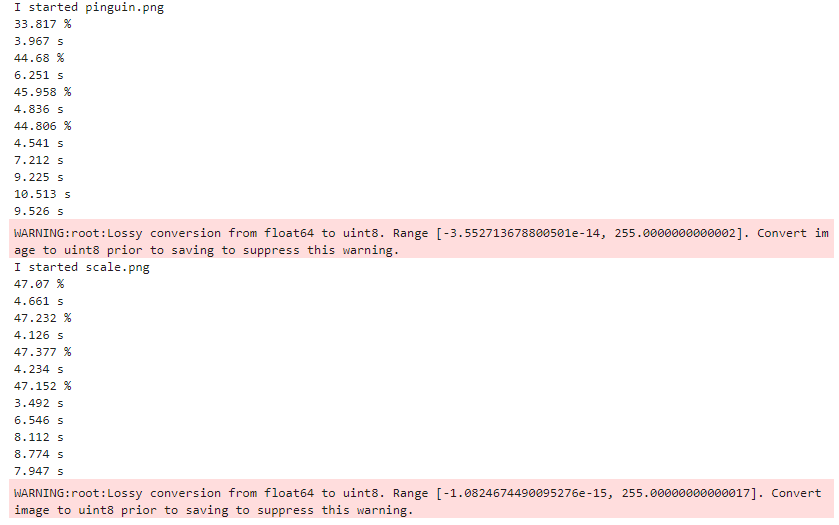 I started pinguin.png
33.817 %
3.967 s
44.68 %
6.251 s
45.958 %
4.836 s
44.806 %
4.541 s
7.212 s
9.225 s
10.513 s
9.526 s
WARNING:root:Lossy conversion from float64 to uint8. Range [-3.552713678800501e-14, 255.0000000000002]. Convert im
age to uint8 prior to saving to suppress this warning.
I started scale.png
47.07 %
4.661 s
47.232 %
4.126 s
47.377 %
4.234 s
47.152 %
3.492 s
6.546 s
8.112 s
8.774 s
7.947 s
WARNING:root:Lossy conversion from float64 to uint8. Range [-1.0824674490095276e-15, 255.00000000000017]. Convert
image to uint8 prior to saving to suppress this warning.